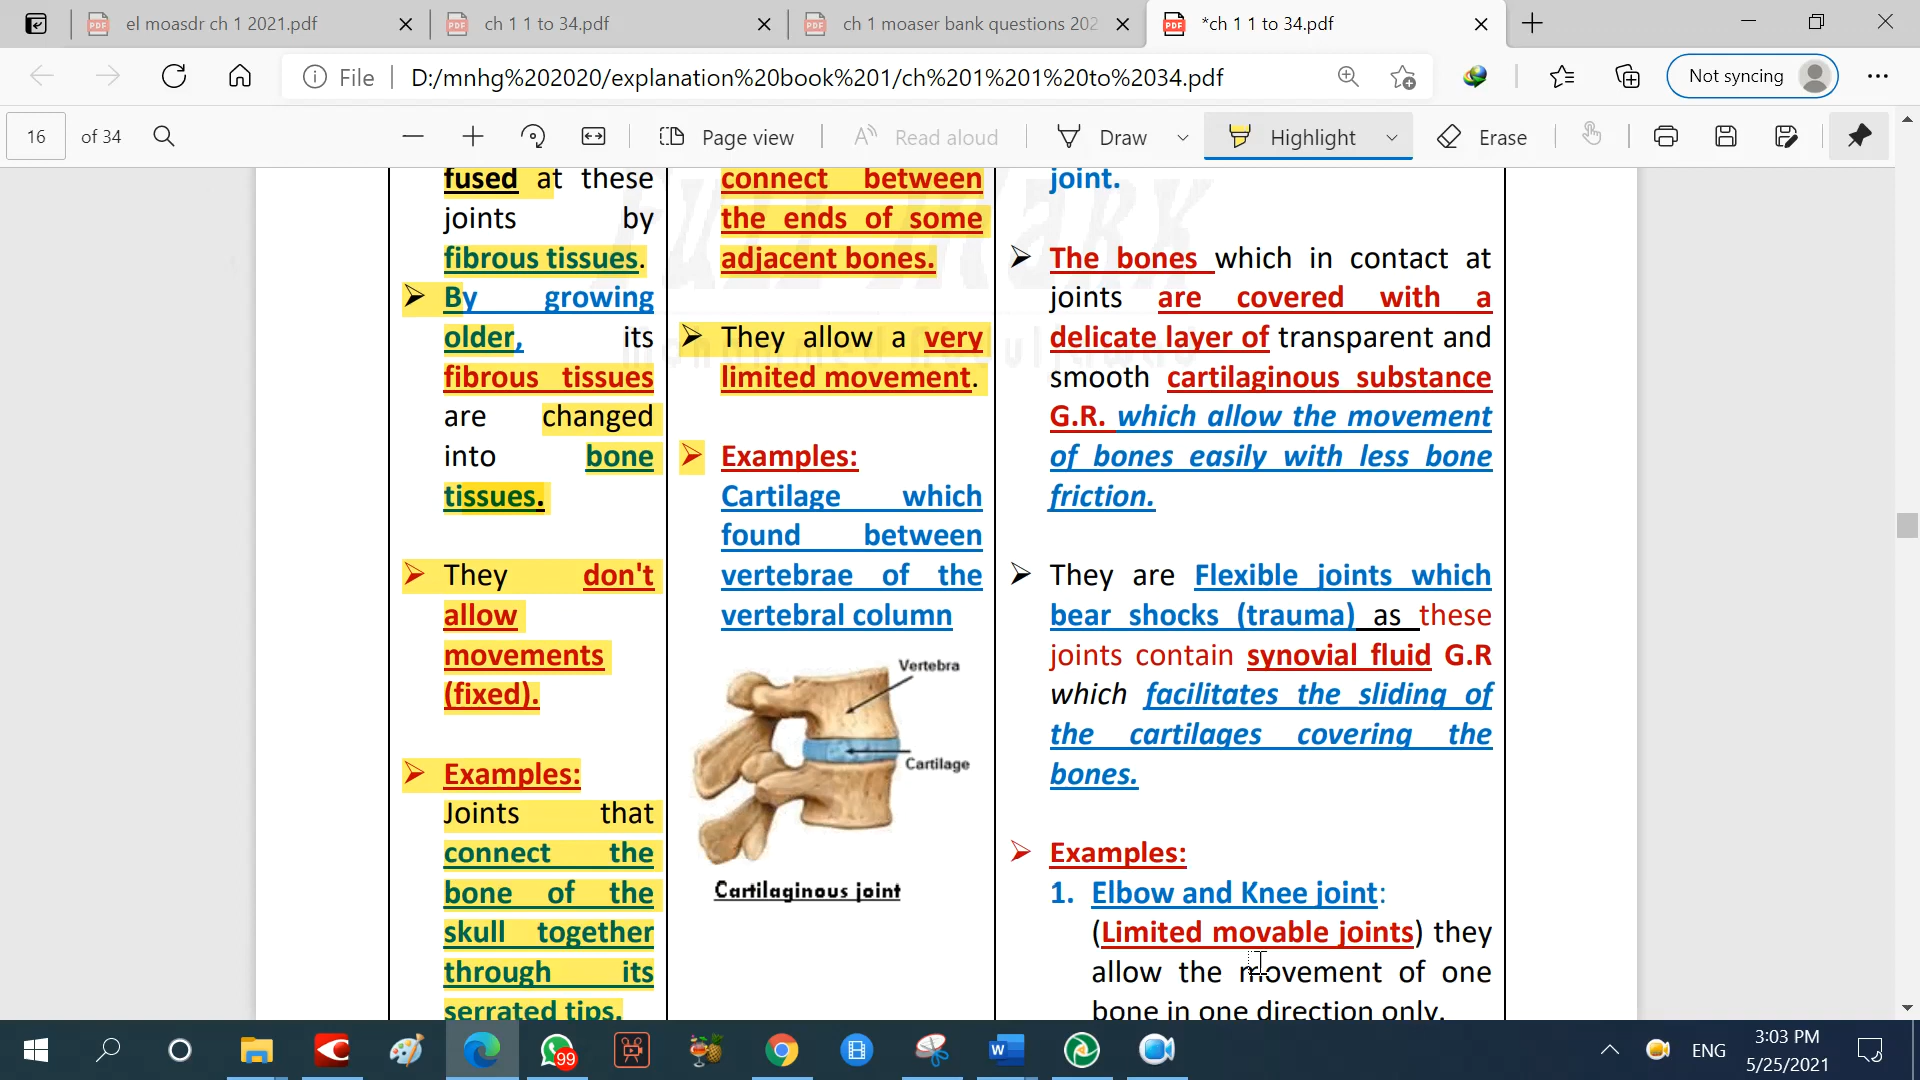 el moasdr ch 1 2021.pdf
ch 1 1 to 34.pdf
ch 1 moaser bank questions 202
*ch 1 1 to 34.pdf
File
D:/mnhg%202020/explanation%20book%201/ch%201%201%20to%2034.pdf
Not syncing
16 of 34
Page view
Read aloud
Draw
Highlight
Erase
fused at these
joints by
fibrous tissues.
By growing
older, its
fibrous tissues
are changed
into bone
tissues.
They don't
allow
movements
(fixed).
Examples:
Joints that
connect the
bone of the
skull together
through its
serrated tips.
connect between
the ends of some
adjacent bones.
They allow a very
limited movement.
Examples:
Cartilage which
found between
vertebrae of the
vertebral column
Vertebra
Cartilage
Cartilaginous joint
joint.
The bones which in contact at
joints are covered with a
delicate layer of transparent and
smooth cartilaginous substance
G.R. which allow the movement
of bones easily with less bone
friction.
They are Flexible joints which
bear shocks (trauma) as these
joints contain synovial fluid G.R
which facilitates the sliding of
the cartilages covering the
bones.
Examples:
1. Elbow and Knee joint:
(Limited movable joints) they
allow the movement of one
bone in one direction only.
Full Mark
99
ENG
3:03 PM
5/25/2021